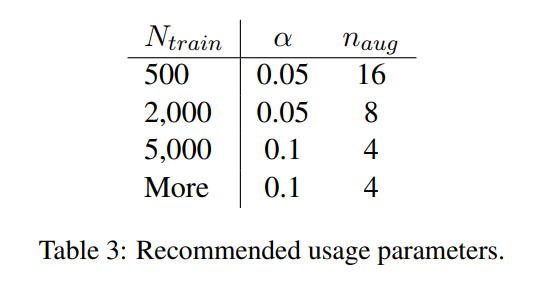 N_train α n_aug
500 0.05 16
2,000 0.05 8
5,000 0.1 4
More 0.1 4
Table 3: Recommended usage parameters.